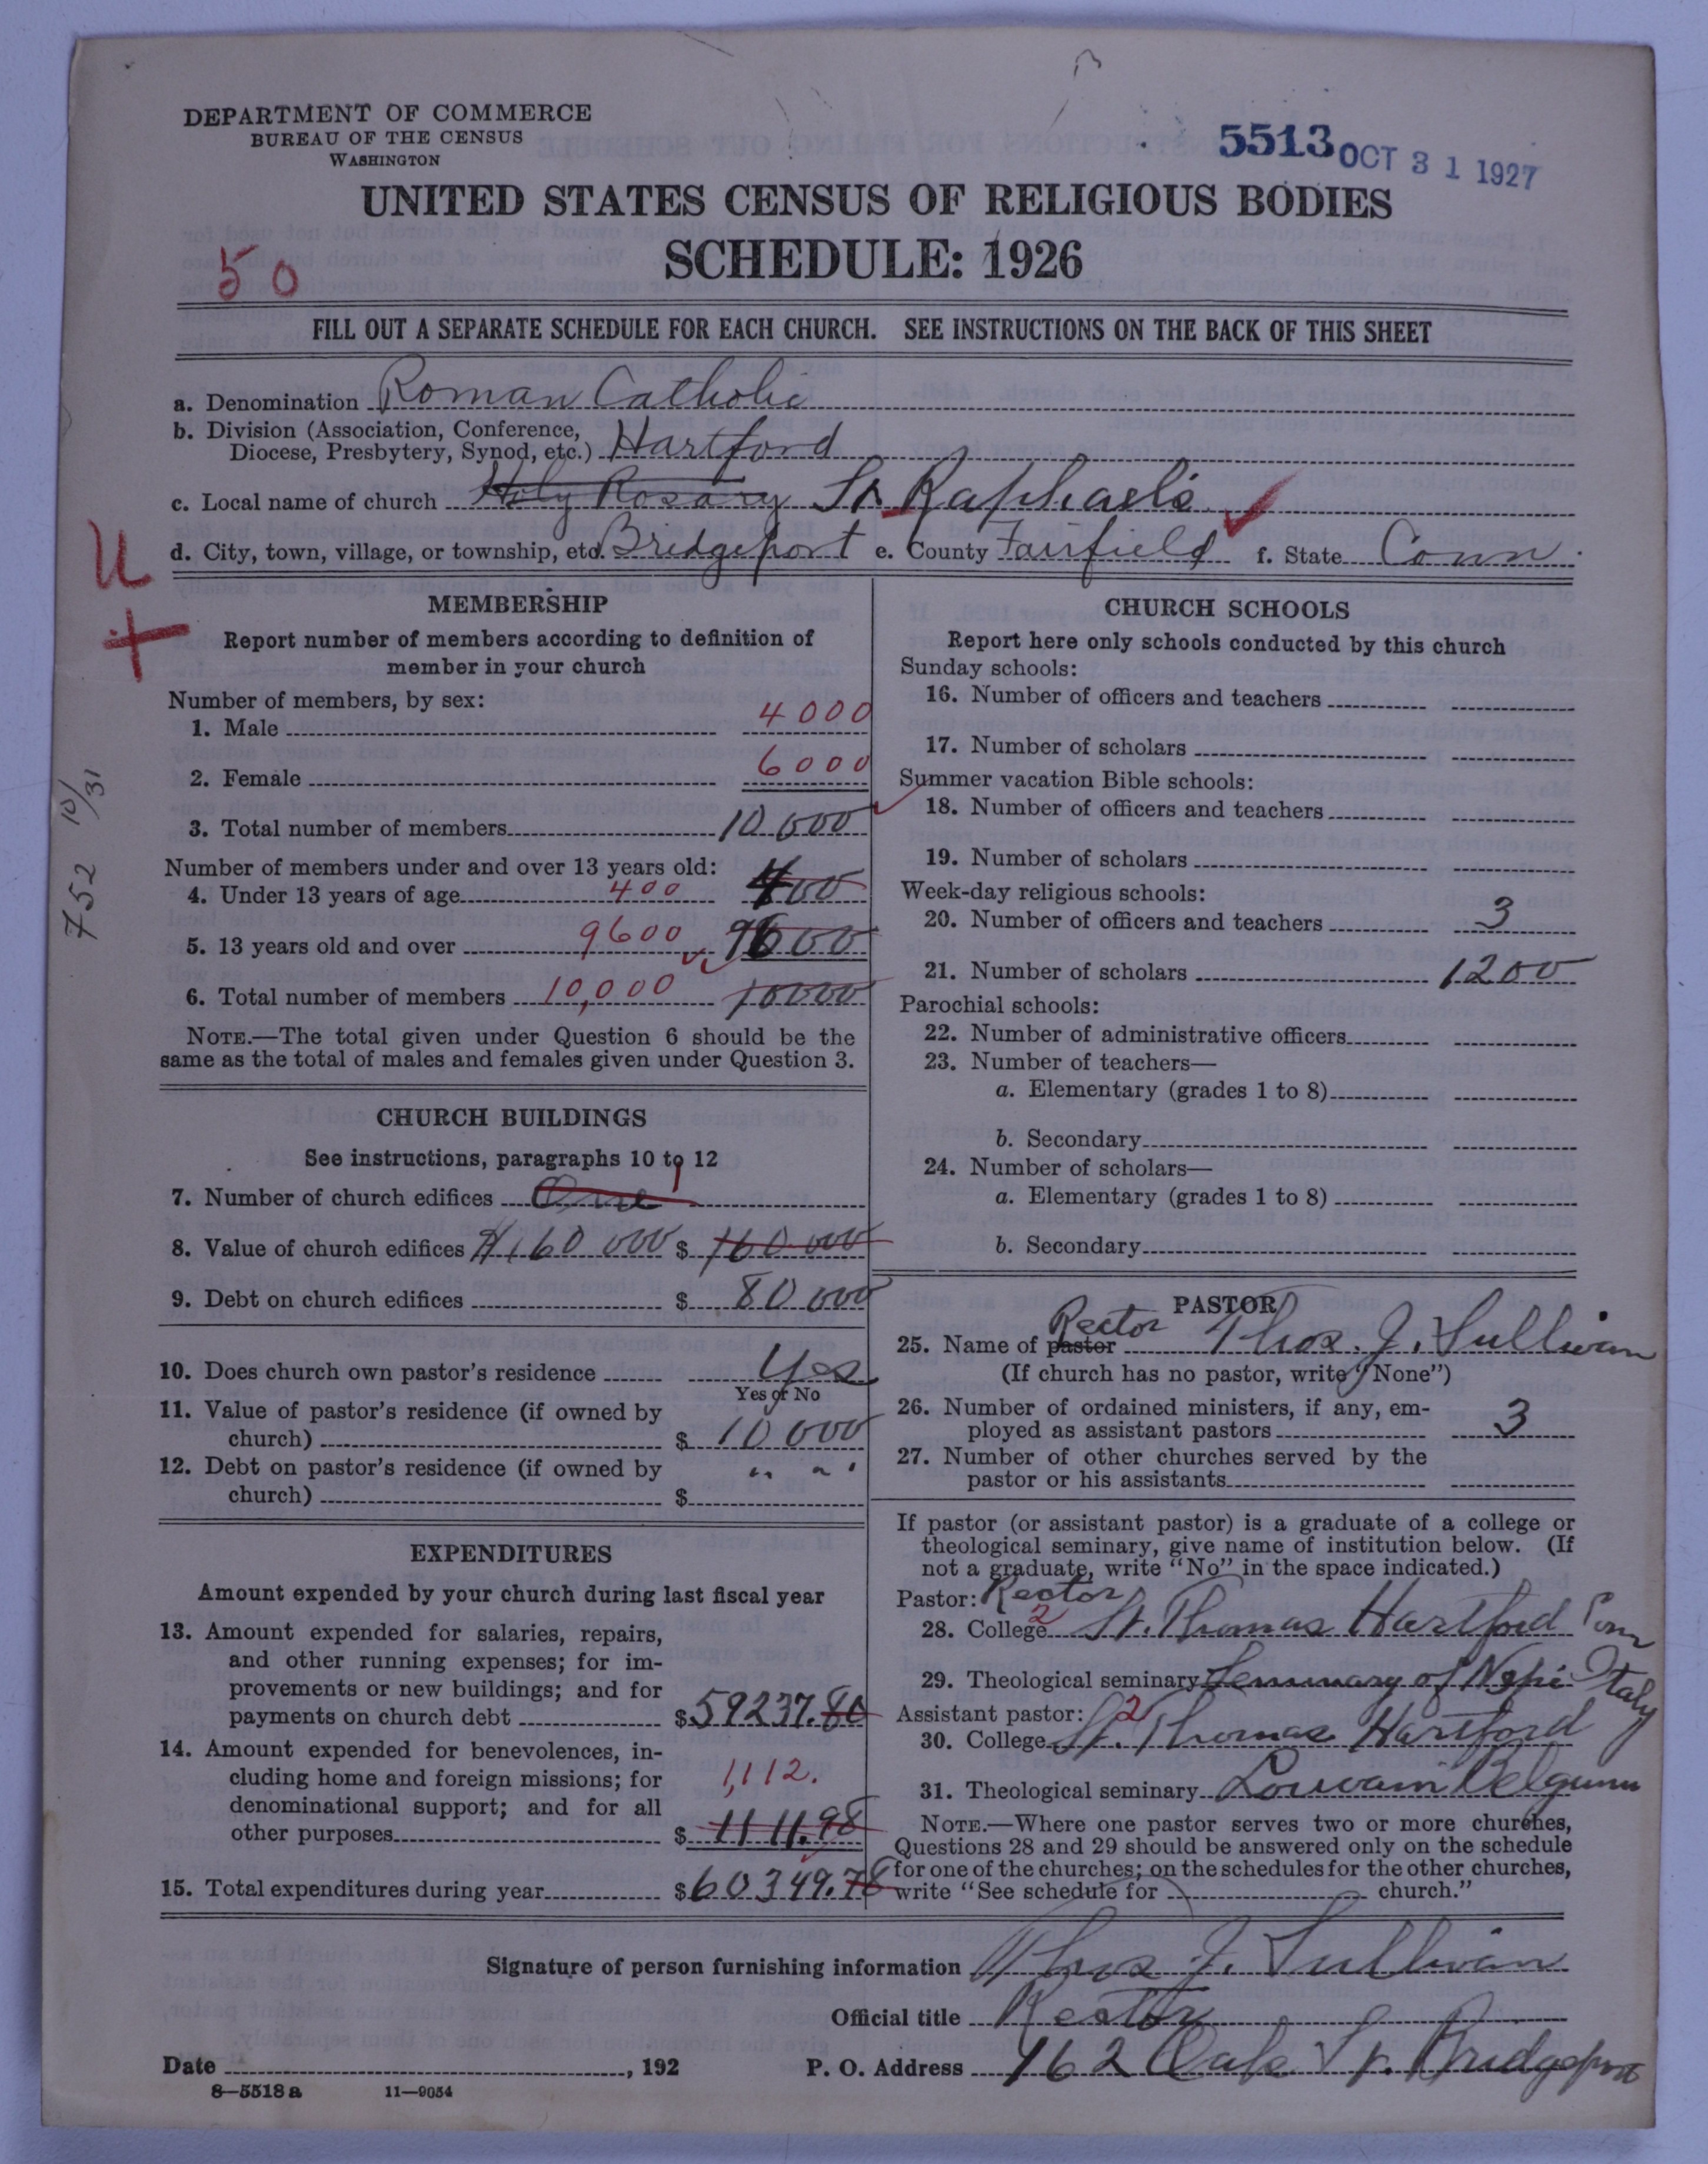 DEPARTMENT OF COMMERCE
BUREAU OF THE CENSUS
WASHINGTON
5513 OCT 31 1927
UNITED STATES CENSUS OF RELIGIOUS BODIES
SCHEDULE: 1926
50
FILL OUT A SEPARATE SCHEDULE FOR EACH CHURCH. SEE INSTRUCTIONS ON THE BACK OF THIS SHEET
a. Denomination Roman Catholic
b. Division (Association, Conference,
Diocese, Presbytery, Synod, etc.) Hartford
c. Local name of church Holy Rosary St. Raphael's
d. City, town, village, or township, etc. Bridgeport e. County Fairfield f. State Conn.
U
+
752 10/31
MEMBERSHIP
Report number of members according to definition of
member in your church
Number of members, by sex:
1. Male 4000
2. Female 6000
3. Total number of members 10 000
Number of members under and over 13 years old:
4. Under 13 years of age 400 400
5. 13 years old and over 9600 9600
6. Total number of members 10,000 10000
NOTE.—The total given under Question 6 should be the
same as the total of males and females given under Question 3.
CHURCH BUILDINGS
See instructions, paragraphs 10 to 12
7. Number of church edifices One 1
8. Value of church edifices 160 000 $ 160 000
9. Debt on church edifices $ 80 000
10. Does church own pastor's residence Yes
Yes or No
11. Value of pastor's residence (if owned by
church) $ 10 000
12. Debt on pastor's residence (if owned by
church) $
EXPENDITURES
Amount expended by your church during last fiscal year
13. Amount expended for salaries, repairs,
and other running expenses; for im-
provements or new buildings; and for
payments on church debt $ 59237.80
14. Amount expended for benevolences, in-
cluding home and foreign missions; for 1,112.
denominational support; and for all
other purposes $ 1111.98
15. Total expenditures during year $ 60349.78
CHURCH SCHOOLS
Report here only schools conducted by this church
Sunday schools:
16. Number of officers and teachers
17. Number of scholars
Summer vacation Bible schools:
18. Number of officers and teachers
19. Number of scholars
Week-day religious schools:
20. Number of officers and teachers 3
21. Number of scholars 1200
Parochial schools:
22. Number of administrative officers
23. Number of teachers—
a. Elementary (grades 1 to 8)
b. Secondary
24. Number of scholars—
a. Elementary (grades 1 to 8)
b. Secondary
PASTOR
25. Name of pastor Rector Thos. J. Sullivan
(If church has no pastor, write "None")
26. Number of ordained ministers, if any, em-
ployed as assistant pastors 3
27. Number of other churches served by the
pastor or his assistants
If pastor (or assistant pastor) is a graduate of a college or
theological seminary, give name of institution below. (If
not a graduate, write "No" in the space indicated.)
Pastor: Rector
28. College 2 St. Thomas Hartford Conn
29. Theological seminary Seminary of Nepi Italy
Assistant pastor: 2
30. College St. Thomas Hartford
31. Theological seminary Louvain Belgium
NOTE.—Where one pastor serves two or more churches,
Questions 28 and 29 should be answered only on the schedule
for one of the churches; on the schedules for the other churches,
write "See schedule for church."
Signature of person furnishing information Thos J. Sullivan
Official title Rector
Date , 192 P. O. Address 162 Oak St. Bridgeport
8—5518 a 11—9054